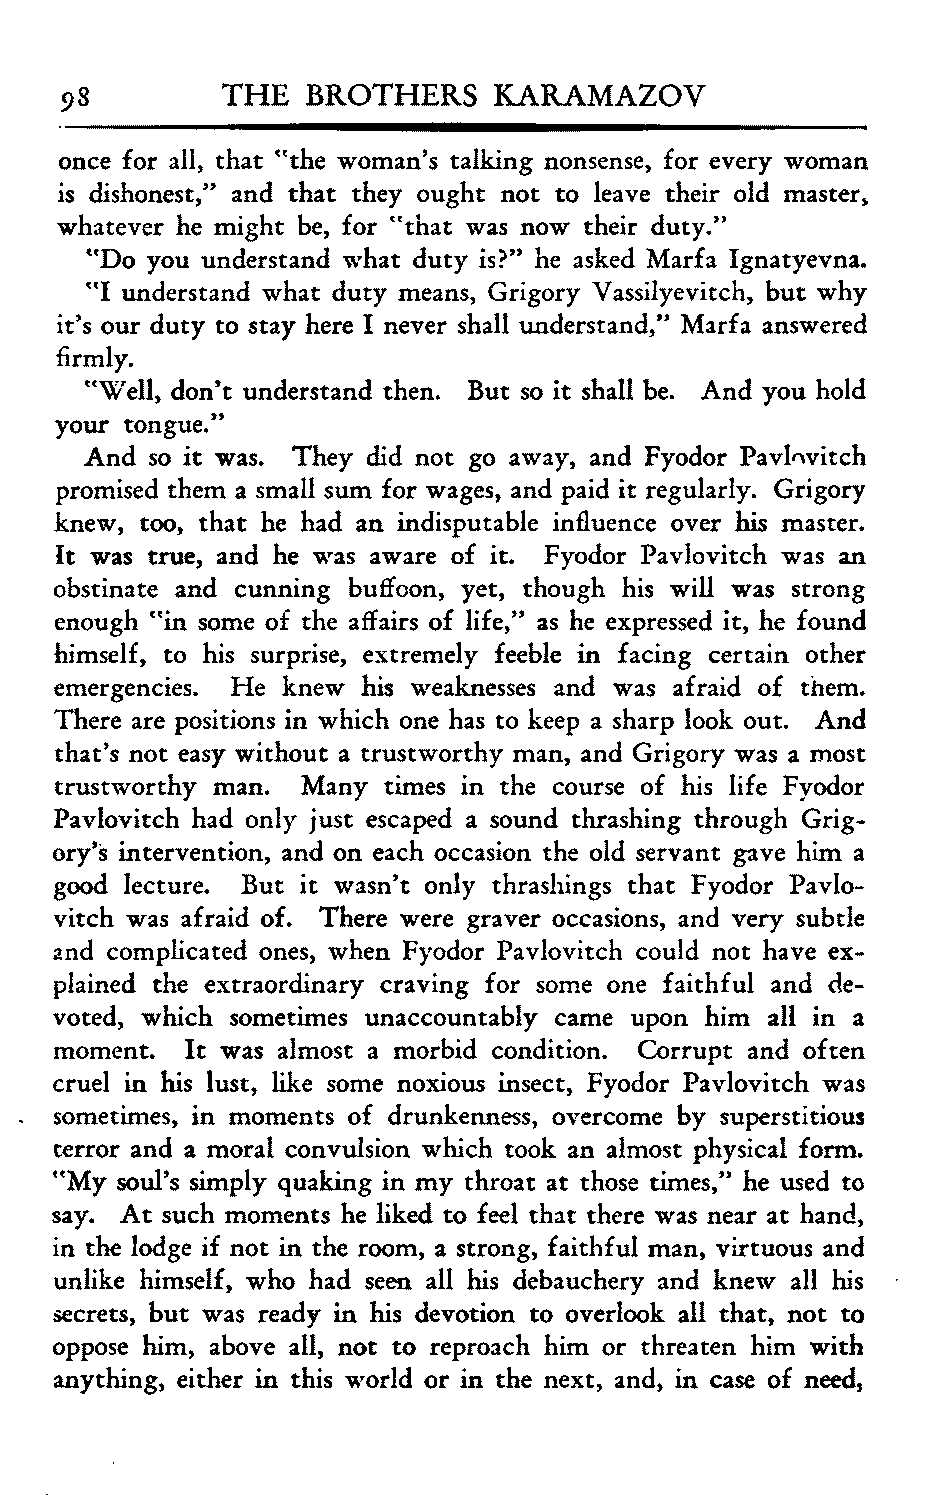 98 THE BROTHERS KARAMAZOV
once for all, that "the woman's talking nonsense, for every woman
is dishonest," and that they ought not to leave their old master,
whatever he might be, for "that was now their duty."
"Do you understand what duty is?" he asked Marfa Ignatyevna.
"I understand what duty means, Grigory Vassilyevitch, but why
it's our duty to stay here I never shall understand," Marfa answered
firmly.
"Well, don't understand then. But so it shall be. And you hold
your tongue."
And so it was. They did not go away, and Fyodor Pavlovitch
promised them a small sum for wages, and paid it regularly. Grigory
knew, too, that he had an indisputable influence over his master.
It was true, and he was aware of it. Fyodor Pavlovitch was an
obstinate and cunning buffoon, yet, though his will was strong
enough "in some of the affairs of life," as he expressed it, he found
himself, to his surprise, extremely feeble in facing certain other
emergencies. He knew his weaknesses and was afraid of them.
There are positions in which one has to keep a sharp look out. And
that's not easy without a trustworthy man, and Grigory was a most
trustworthy man. Many times in the course of his life Fyodor
Pavlovitch had only just escaped a sound thrashing through Grig-
ory's intervention, and on each occasion the old servant gave him a
good lecture. But it wasn't only thrashings that Fyodor Pavlo-
vitch was afraid of. There were graver occasions, and very subtle
and complicated ones, when Fyodor Pavlovitch could not have ex-
plained the extraordinary craving for some one faithful and de-
voted, which sometimes unaccountably came upon him all in a
moment. It was almost a morbid condition. Corrupt and often
cruel in his lust, like some noxious insect, Fyodor Pavlovitch was
sometimes, in moments of drunkenness, overcome by superstitious
terror and a moral convulsion which took an almost physical form.
"My soul's simply quaking in my throat at those times," he used to
say. At such moments he liked to feel that there was near at hand,
in the lodge if not in the room, a strong, faithful man, virtuous and
unlike himself, who had seen all his debauchery and knew all his
secrets, but was ready in his devotion to overlook all that, not to
oppose him, above all, not to reproach him or threaten him with
anything, either in this world or in the next, and, in case of need,